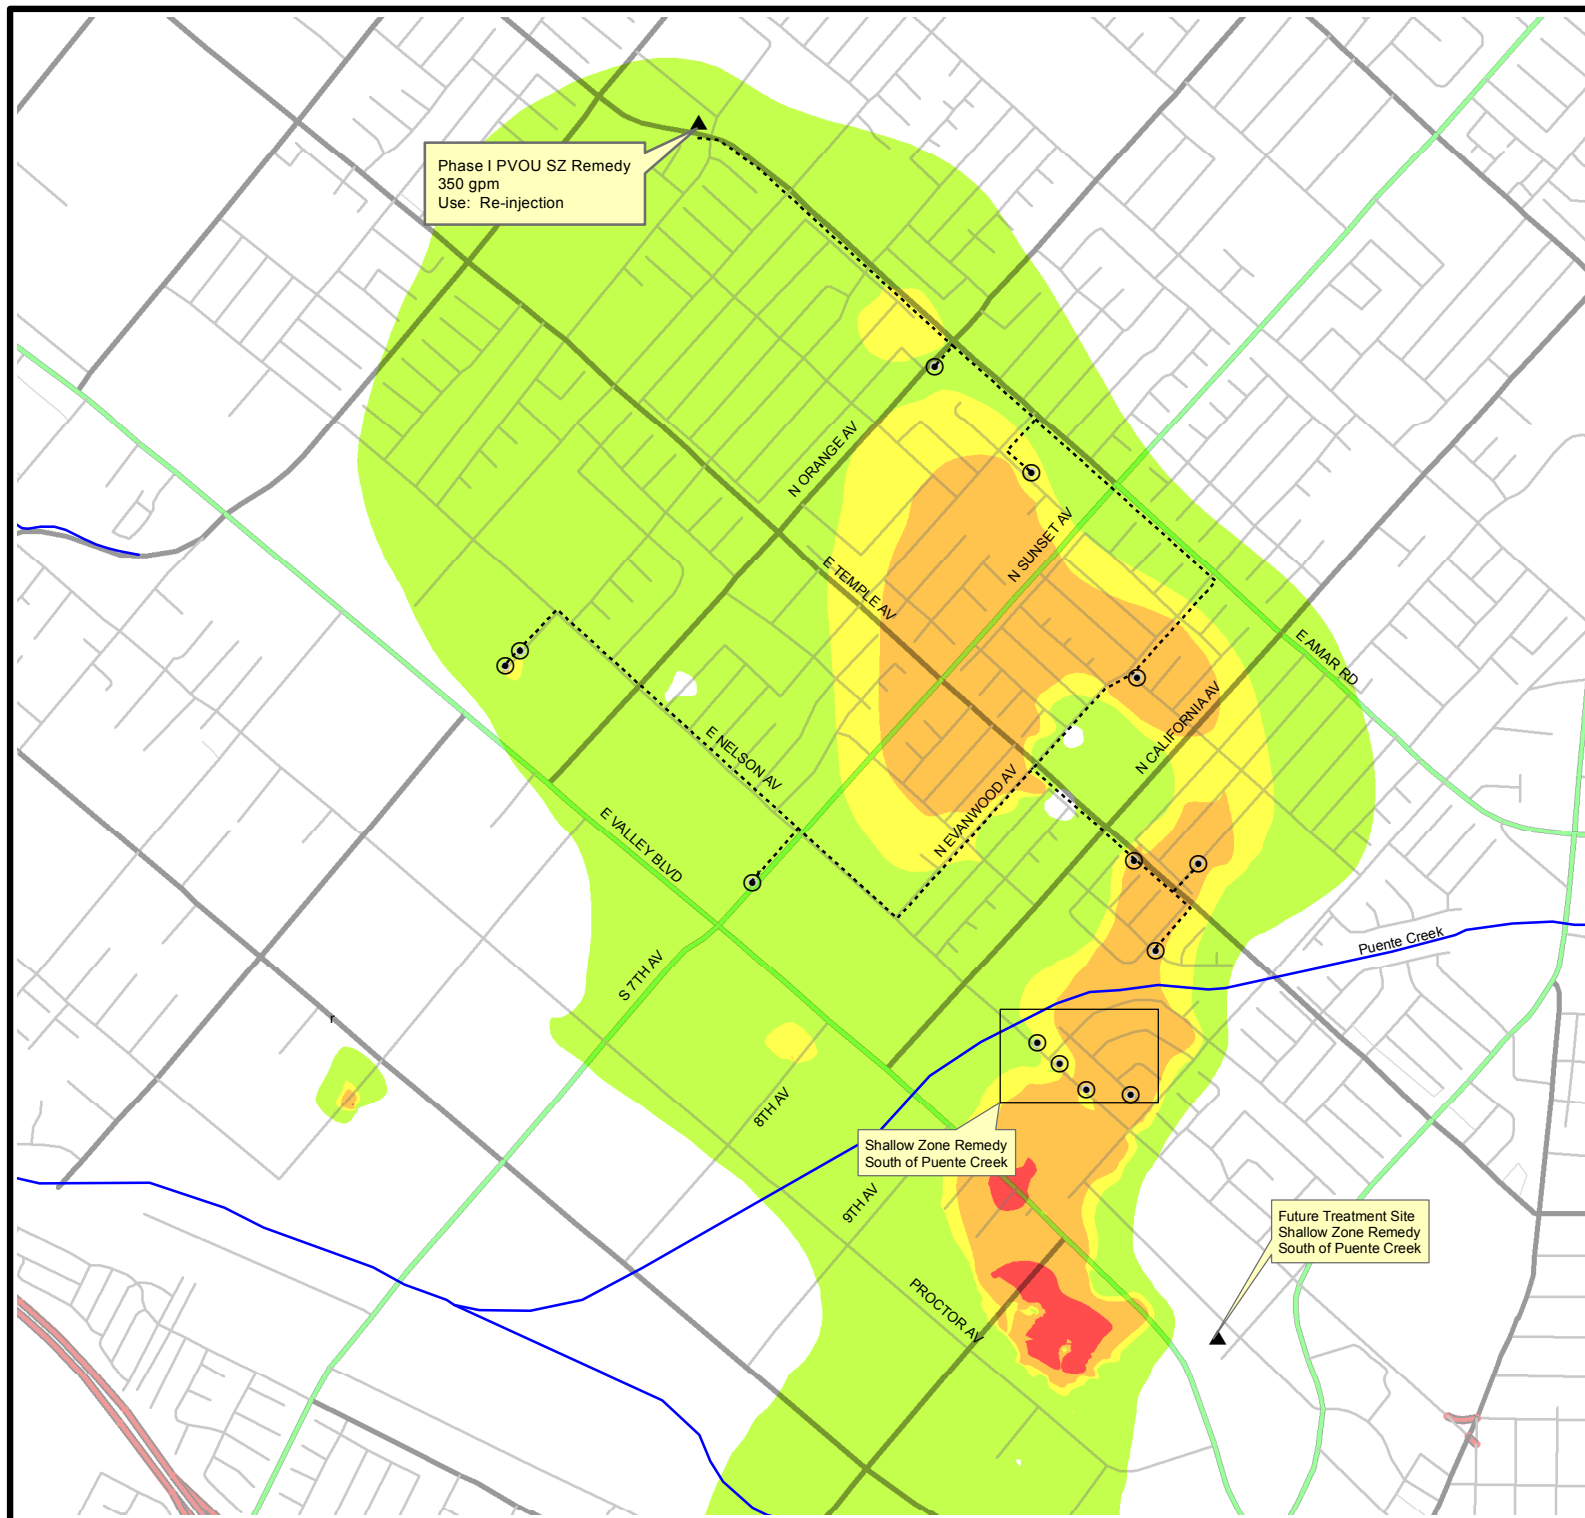 Phase I PVOU SZ Remedy
350 gpm
Use: Re-injection
N ORANGE AV
N SUNSET AV
E TEMPLE AV
E AMAR RD
N CALIFORNIA AV
E NELSON AV
N EVANWOOD AV
E VALLEY BLVD
Puente Creek
S 7TH AV
r
8TH AV
Shallow Zone Remedy
South of Puente Creek
9TH AV
Future Treatment Site
Shallow Zone Remedy
South of Puente Creek
PROCTOR AV